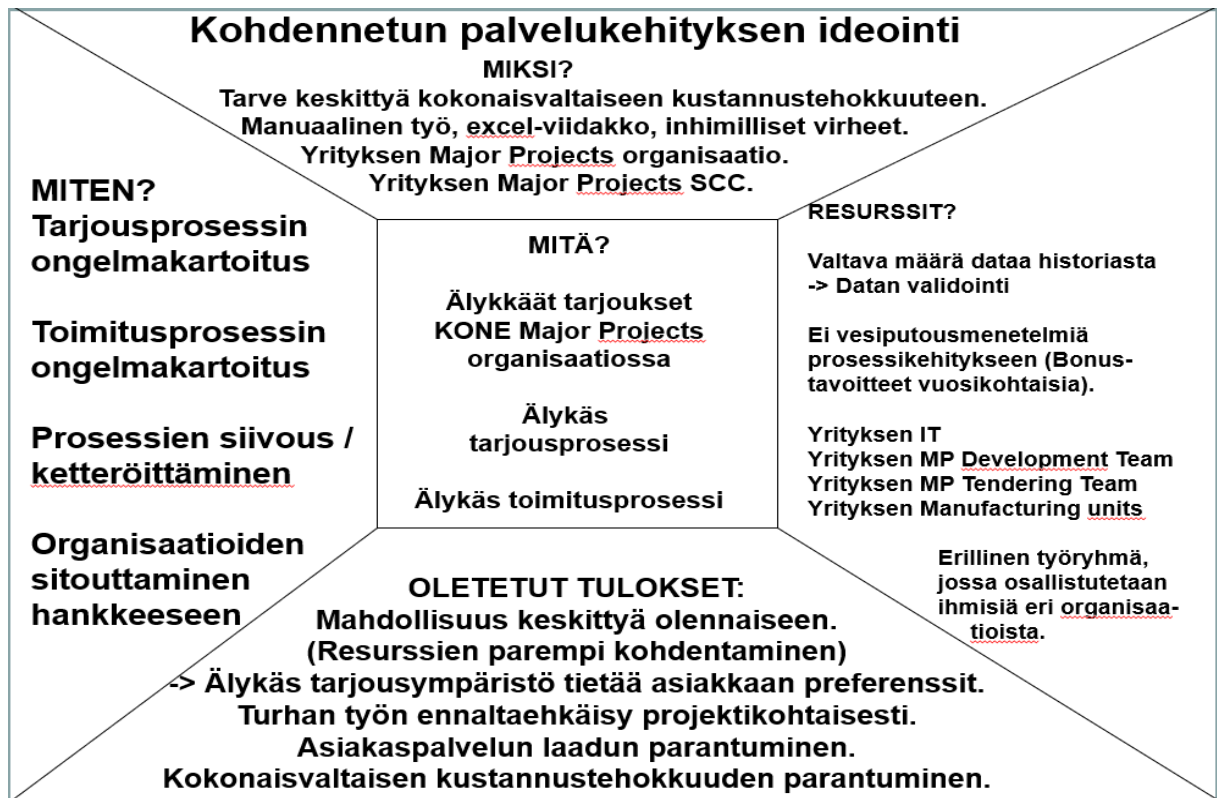 Kohdennetun palvelukehityksen ideointi
MIKSI?
Tarve keskittyä kokonaisvaltaiseen kustannustehokkuuteen.
Manuaalinen työ, excel-viidakko, inhimilliset virheet.
Yrityksen Major Projects organisaatio.
Yrityksen Major Projects SCC.
MITEN?
Tarjousprosessin
ongelmakartoitus
Toimitusprosessin
ongelmakartoitus
Prosessien siivous /
ketteröittäminen
Organisaatioiden
sitouttaminen
hankkeeseen
MITÄ?
Älykkäät tarjoukset
KONE Major Projects
organisaatiossa
Älykäs
tarjousprosessi
Älykäs toimitusprosessi
RESURSSIT?
Valtava määrä dataa historiasta
-> Datan validointi
Ei vesiputousmenetelmiä
prosessikehitykseen (Bonus-
tavoitteet vuosikohtaisia).
Yrityksen IT
Yrityksen MP Development Team
Yrityksen MP Tendering Team
Yrityksen Manufacturing units
Erillinen työryhmä,
jossa osallistutetaan
ihmisiä eri organisaa-
tioista.
OLETETUT TULOKSET:
Mahdollisuus keskittyä olennaiseen.
(Resurssien parempi kohdentaminen)
-> Älykäs tarjousympäristö tietää asiakkaan preferenssit.
Turhan työn ennaltaehkäisy projektikohtaisesti.
Asiakaspalvelun laadun parantuminen.
Kokonaisvaltaisen kustannustehokkuuden parantuminen.